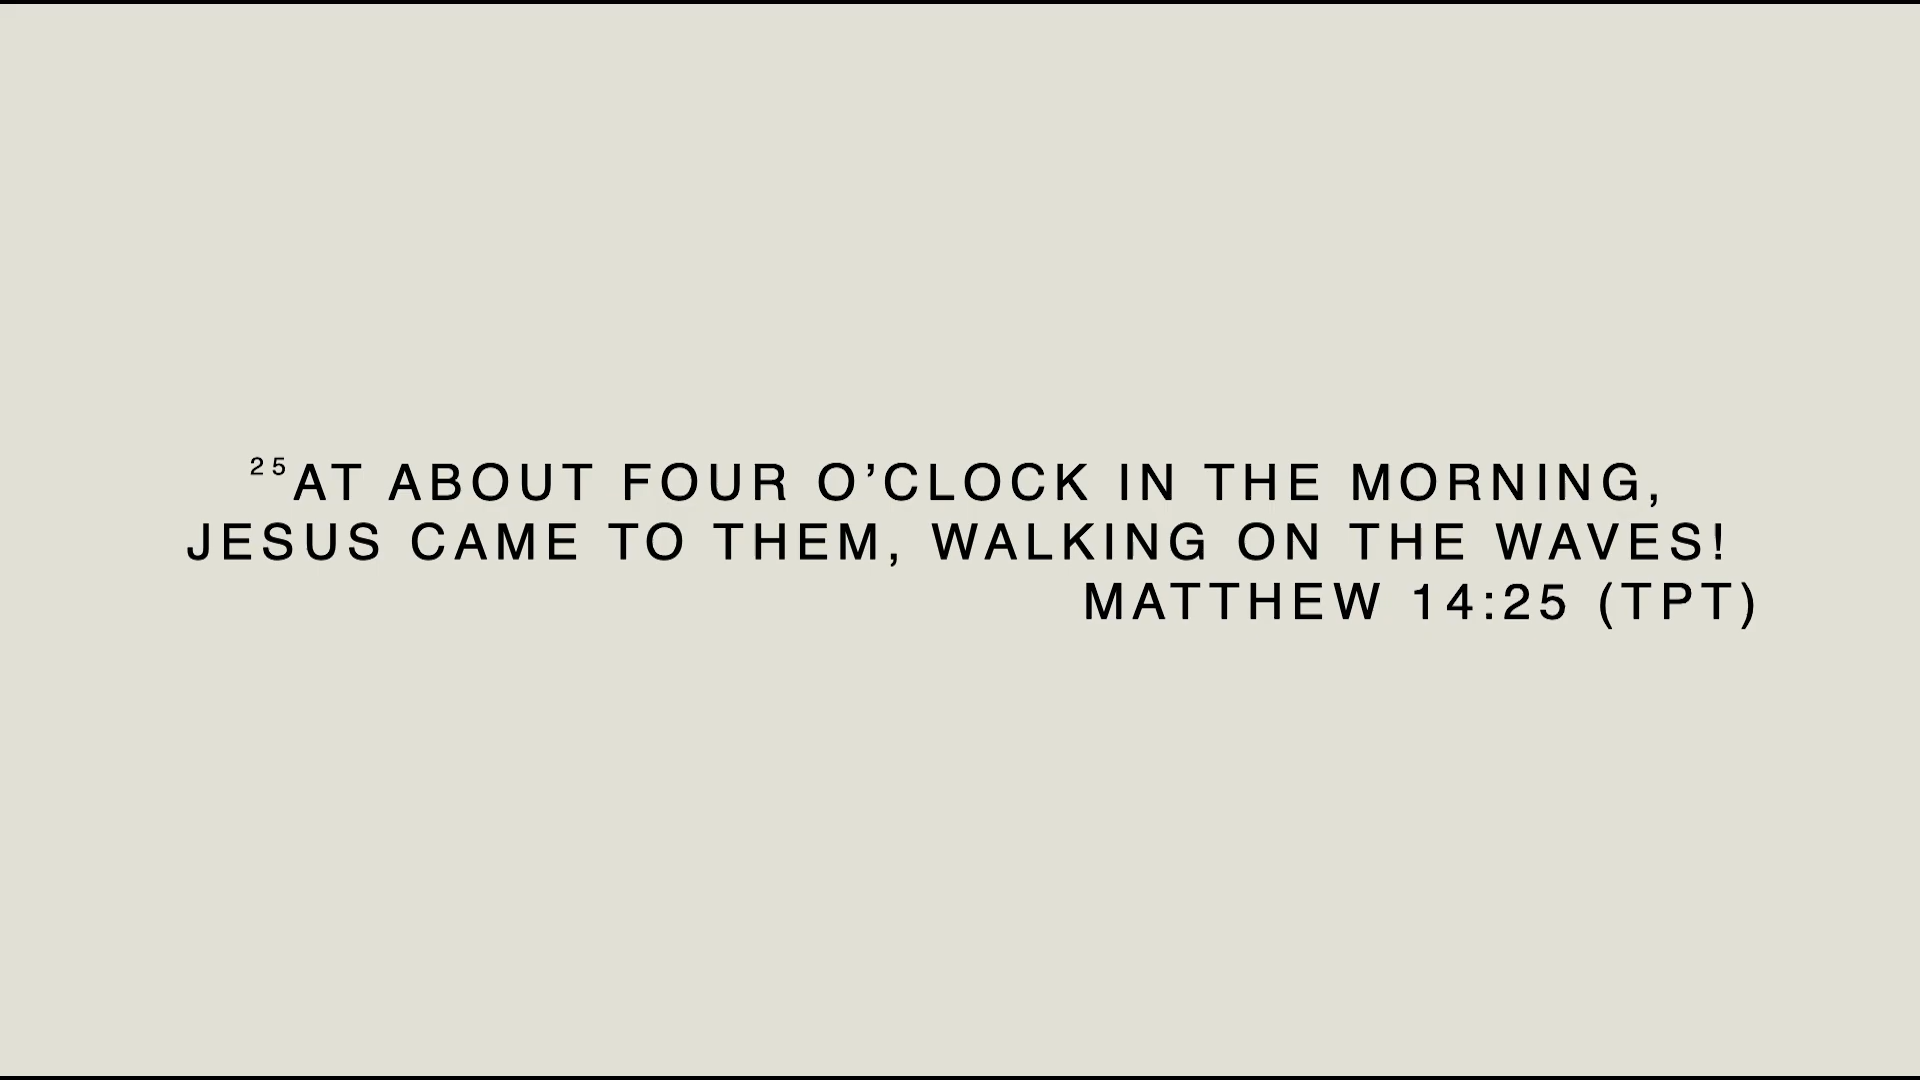 ²⁵AT ABOUT FOUR O’CLOCK IN THE MORNING,
JESUS CAME TO THEM, WALKING ON THE WAVES!
MATTHEW 14:25 (TPT)